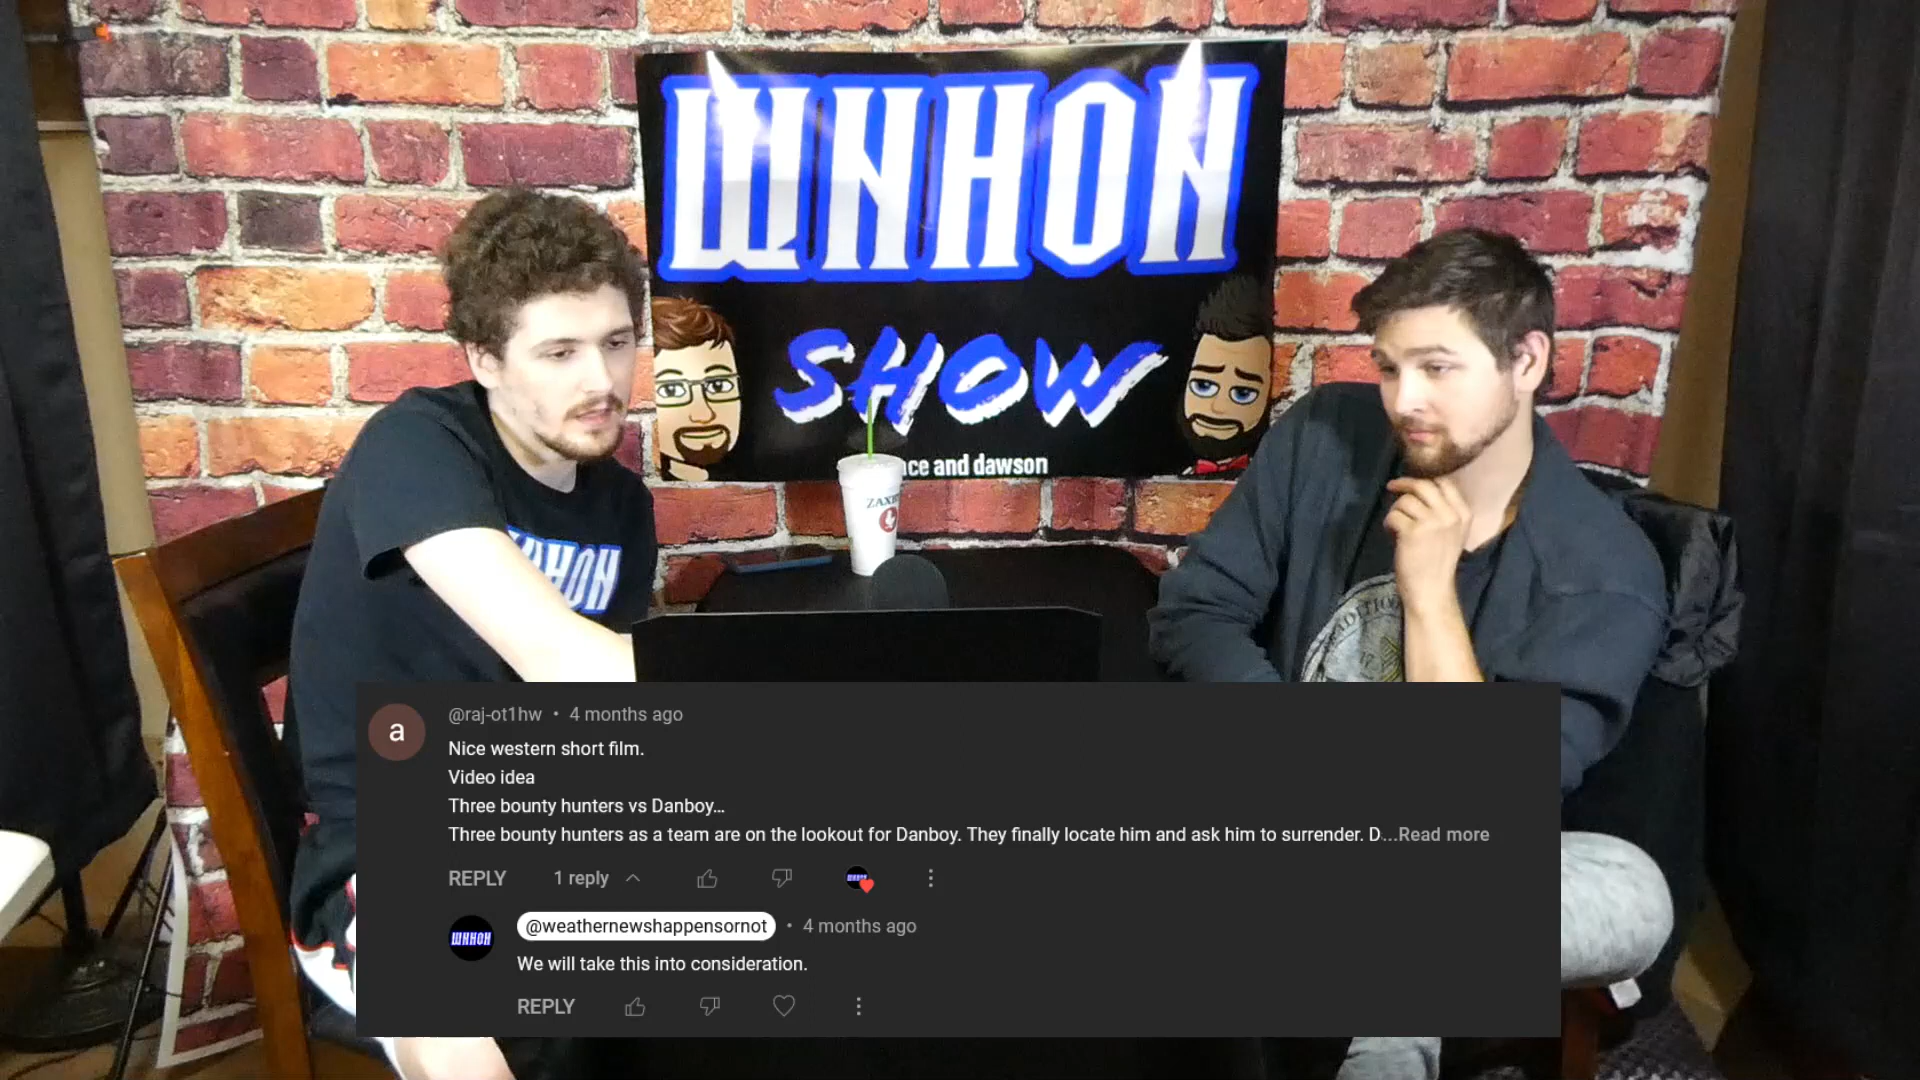 WNHON
SHOW
ce and dawson
WNHON
@raj-ot1hw • 4 months ago
a
Nice western short film.
Video idea
Three bounty hunters vs Danboy...
Three bounty hunters as a team are on the lookout for Danboy. They finally locate him and ask him to surrender. D...Read more
REPLY 1 reply
WNHON
@weathernewshappensornot • 4 months ago
We will take this into consideration.
REPLY